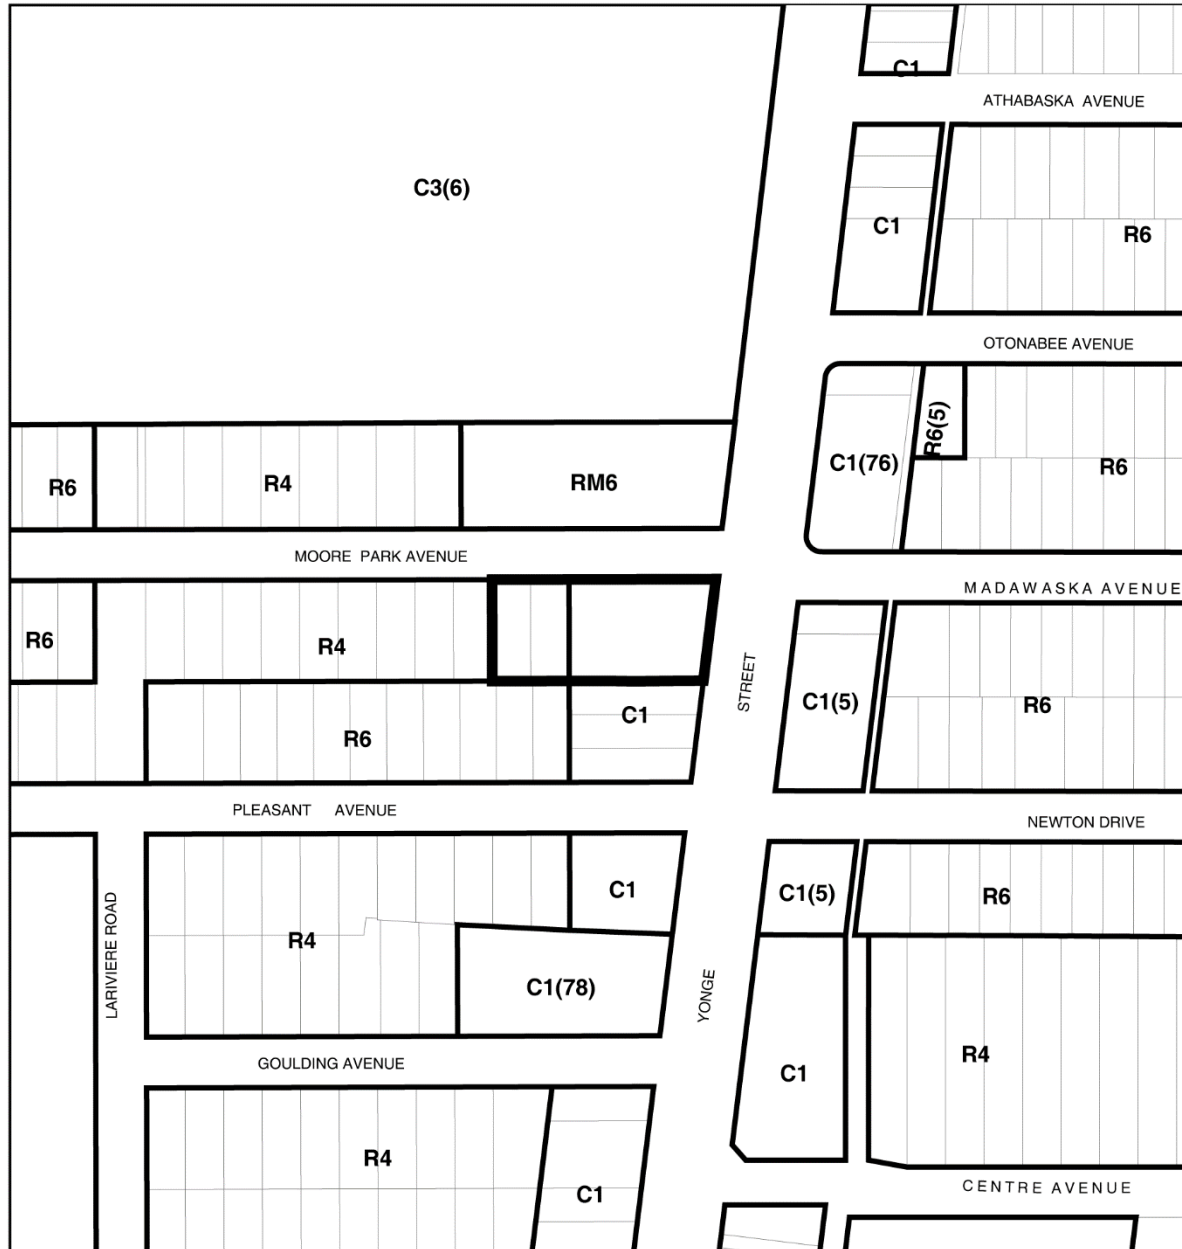 C1
ATHABASKA AVENUE
C3(6)
C1
R6
OTONABEE AVENUE
R6(5)
C1(76)
R6
R6
R4
RM6
MOORE PARK AVENUE
MADAWASKA AVENUE
R6
R4
STREET
C1(5)
R6
C1
R6
PLEASANT AVENUE
NEWTON DRIVE
C1
C1(5)
R6
LARIVIERE ROAD
R4
C1(78)
YONGE
R4
C1
GOULDING AVENUE
R4
C1
CENTRE AVENUE